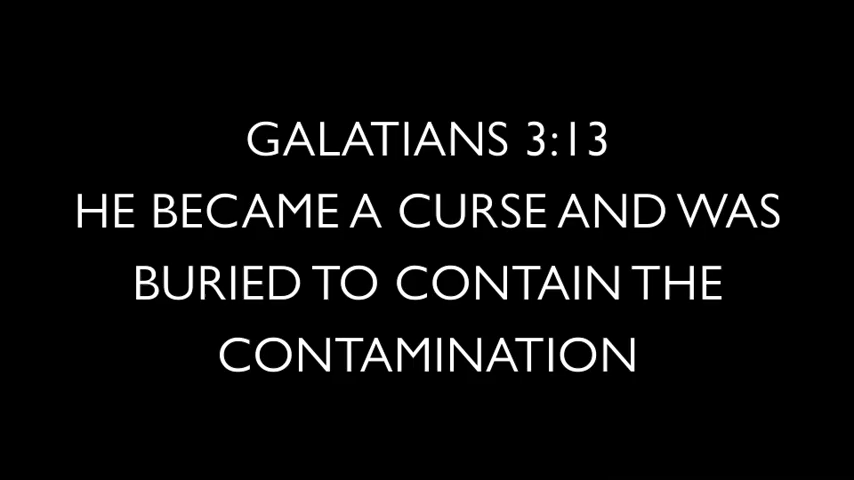 GALATIANS 3:13
HE BECAME A CURSE AND WAS
BURIED TO CONTAIN THE
CONTAMINATION